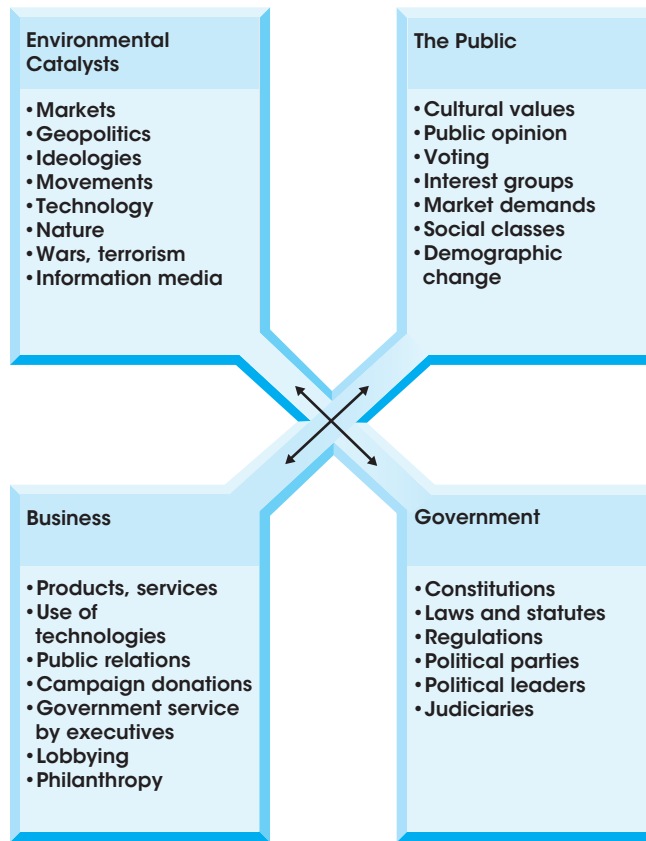 Environmental
Catalysts
• Markets
• Geopolitics
• Ideologies
• Movements
• Technology
• Nature
• Wars, terrorism
• Information media
The Public
• Cultural values
• Public opinion
• Voting
• Interest groups
• Market demands
• Social classes
• Demographic
change
Business
• Products, services
• Use of
technologies
• Public relations
• Campaign donations
• Government service
by executives
• Lobbying
• Philanthropy
Government
• Constitutions
• Laws and statutes
• Regulations
• Political parties
• Political leaders
• Judiciaries